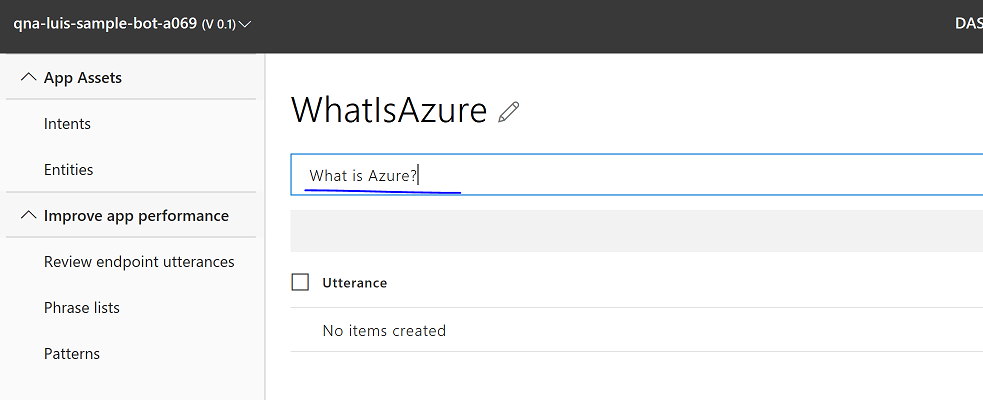 qna-luis-sample-bot-a069 (V 0.1)
App Assets
Intents
Entities
Improve app performance
Review endpoint utterances
Phrase lists
Patterns
WhatIsAzure
What is Azure?
Utterance
No items created
DAS